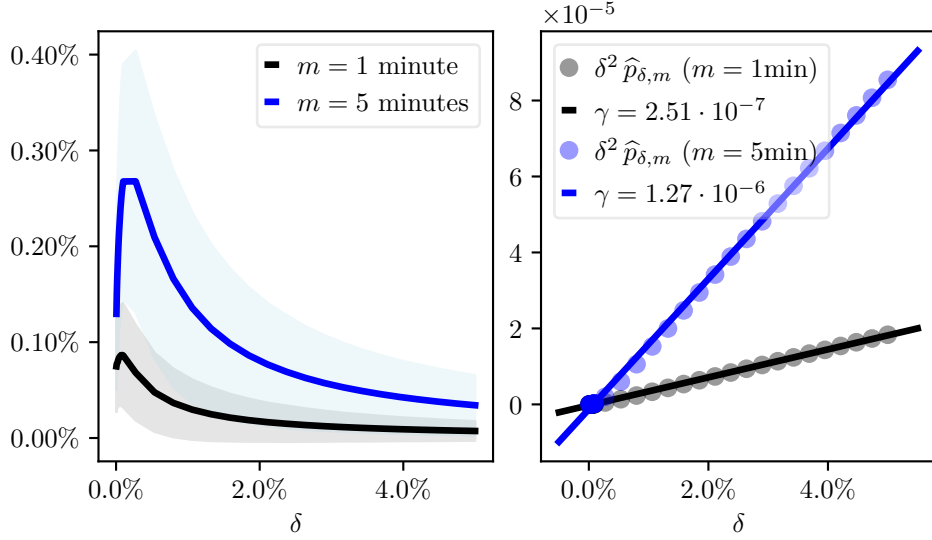 0.40%
0.30%
0.20%
0.10%
0.00%
0.0%
2.0%
4.0%
δ
m = 1 minute
m = 5 minutes
×10⁻⁵
8
6
4
2
0
0.0%
2.0%
4.0%
δ
δ² p̂_{δ,m} (m = 1min)
γ = 2.51 · 10⁻⁷
δ² p̂_{δ,m} (m = 5min)
γ = 1.27 · 10⁻⁶